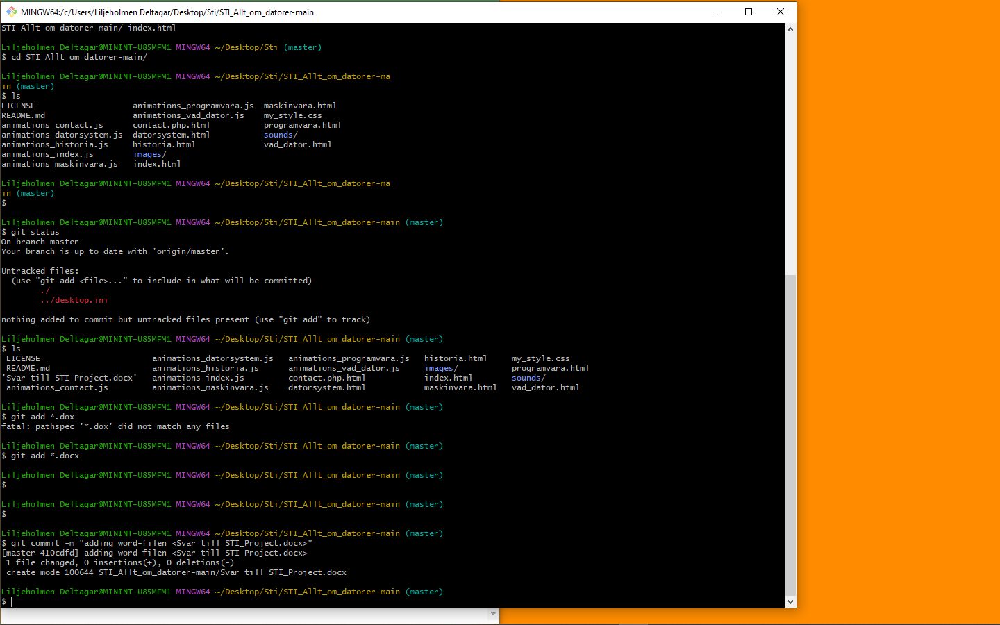 MINGW64:/c/Users/Liljeholmen Deltagar/Desktop/Sti/STI_Allt_om_datorer-main
STI_Allt_om_datorer-main/ index.html
Liljeholmen Deltagar@MININT-U85MFM1 MINGW64 ~/Desktop/Sti (master)
$ cd STI_Allt_om_datorer-main/
Liljeholmen Deltagar@MININT-U85MFM1 MINGW64 ~/Desktop/Sti/STI_Allt_om_datorer-ma
in (master)
$ ls
LICENSE                    animations_programvara.js  maskinvara.html
README.md                  animations_vad_dator.js    my_style.css
animations_contact.js      contact.php.html           programvara.html
animations_datorsystem.js  datorsystem.html           sounds/
animations_historia.js     historia.html              vad_dator.html
animations_index.js        images/
animations_maskinvara.js   index.html
Liljeholmen Deltagar@MININT-U85MFM1 MINGW64 ~/Desktop/Sti/STI_Allt_om_datorer-ma
in (master)
$
Liljeholmen Deltagar@MININT-U85MFM1 MINGW64 ~/Desktop/Sti/STI_Allt_om_datorer-main (master)
$ git status
On branch master
Your branch is up to date with 'origin/master'.
Untracked files:
  (use "git add <file>..." to include in what will be committed)
        ./
        ../desktop.ini
nothing added to commit but untracked files present (use "git add" to track)
Liljeholmen Deltagar@MININT-U85MFM1 MINGW64 ~/Desktop/Sti/STI_Allt_om_datorer-main (master)
$ ls
 LICENSE                       animations_datorsystem.js   animations_programvara.js   historia.html     my_style.css
 README.md                     animations_historia.js      animations_vad_dator.js     images/           programvara.html
'Svar till STI_Project.docx'   animations_index.js         contact.php.html            index.html        sounds/
 animations_contact.js         animations_maskinvara.js    datorsystem.html            maskinvara.html   vad_dator.html
Liljeholmen Deltagar@MININT-U85MFM1 MINGW64 ~/Desktop/Sti/STI_Allt_om_datorer-main (master)
$ git add *.dox
fatal: pathspec '*.dox' did not match any files
Liljeholmen Deltagar@MININT-U85MFM1 MINGW64 ~/Desktop/Sti/STI_Allt_om_datorer-main (master)
$ git add *.docx
Liljeholmen Deltagar@MININT-U85MFM1 MINGW64 ~/Desktop/Sti/STI_Allt_om_datorer-main (master)
$
Liljeholmen Deltagar@MININT-U85MFM1 MINGW64 ~/Desktop/Sti/STI_Allt_om_datorer-main (master)
$
Liljeholmen Deltagar@MININT-U85MFM1 MINGW64 ~/Desktop/Sti/STI_Allt_om_datorer-main (master)
$ git commit -m "adding word-filen <Svar till STI_Project.docx>"
[master 410cdfd] adding word-filen <Svar till STI_Project.docx>
 1 file changed, 0 insertions(+), 0 deletions(-)
 create mode 100644 STI_Allt_om_datorer-main/Svar till STI_Project.docx
Liljeholmen Deltagar@MININT-U85MFM1 MINGW64 ~/Desktop/Sti/STI_Allt_om_datorer-main (master)
$